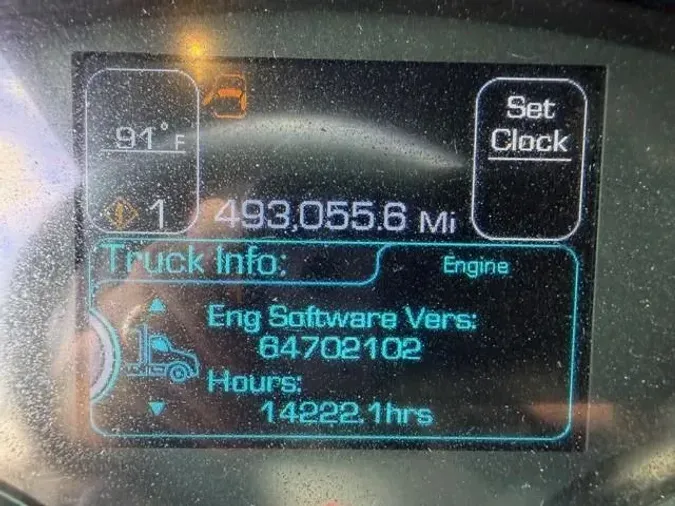 91°F
Set
Clock
1
493,055.6 Mi
Truck Info:
Engine
Eng Software Vers:
64702102
Hours:
14222.1hrs